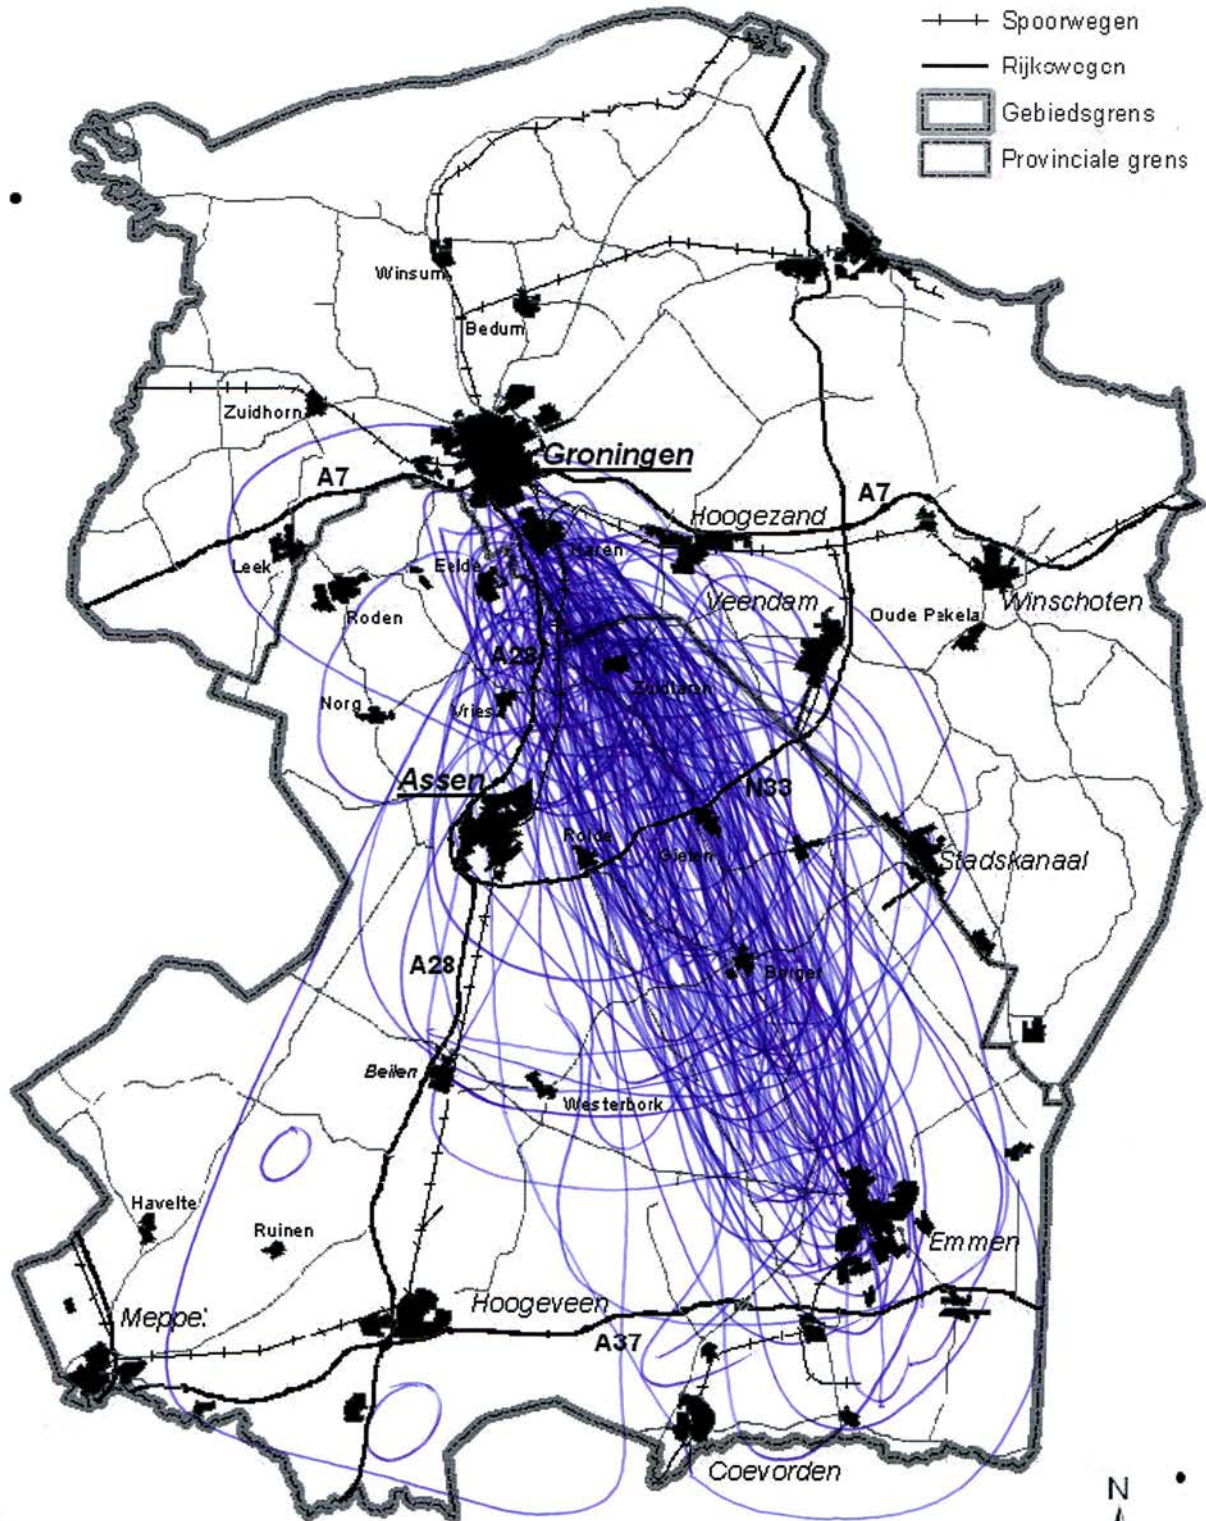 Spoorwegen
Rijkswegen
Gebiedsgrens
Provinciale grens
Winsum
Bedum
Zuidhorn
Groningen
A7
A7
Hoogezand
Haren
Leek
Eelde
Roden
Veendam
Oude Pekela
Winschoten
A28
Zuidlaren
Norg
Vries
Assen
N33
Rolde
Gieten
Stadskanaal
A28
Borger
Beilen
Westerbork
Havelte
Ruinen
Emmen
Meppel
Hoogeveen
A37
Coevorden
N